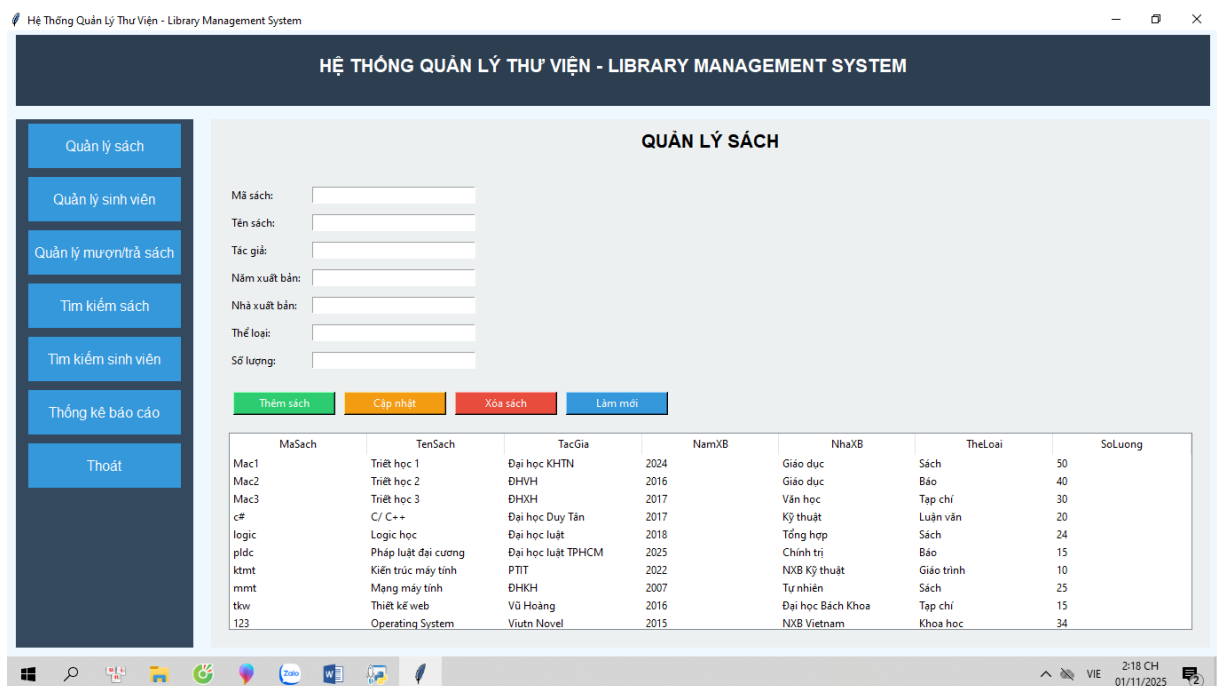 Hệ Thống Quản Lý Thư Viện - Library Management System
HỆ THỐNG QUẢN LÝ THƯ VIỆN - LIBRARY MANAGEMENT SYSTEM
Quản lý sách
Quản lý sinh viên
Quản lý mượn/trả sách
Tìm kiếm sách
Tìm kiếm sinh viên
Thống kê báo cáo
Thoát
QUẢN LÝ SÁCH
Mã sách:
Tên sách:
Tác giả:
Năm xuất bản:
Nhà xuất bản:
Thể loại:
Số lượng:
Thêm sách Cập nhật Xóa sách Làm mới
MaSach TenSach TacGia NamXB NhaXB TheLoai SoLuong
Mac1 Triết học 1 Đại học KHTN 2024 Giáo dục Sách 50
Mac2 Triết học 2 ĐHVH 2016 Giáo dục Báo 40
Mac3 Triết học 3 ĐHXH 2017 Văn học Tạp chí 30
c# C/ C++ Đại học Duy Tân 2017 Kỹ thuật Luận văn 20
logic Logic học Đại học luật 2018 Tổng hợp Sách 24
pldc Pháp luật đại cương Đại học luật TPHCM 2025 Chính trị Báo 15
ktmt Kiến trúc máy tính PTIT 2022 NXB Kỹ thuật Giáo trình 10
mmt Mạng máy tính ĐHKH 2007 Tự nhiên Sách 25
tkw Thiết kế web Vũ Hoàng 2016 Đại học Bách Khoa Tạp chí 15
123 Operating System Viutn Novel 2015 NXB Vietnam Khoa hoc 34
Zalo
VIE
2:18 CH
01/11/2025
2